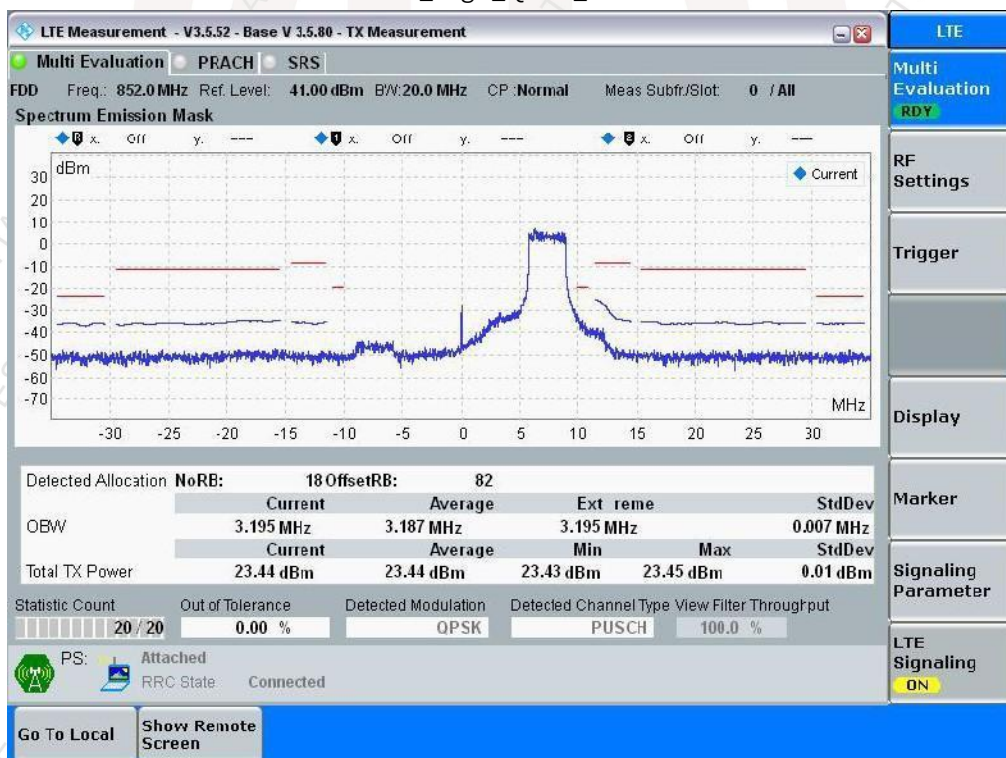 LTE Measurement - V3.5.52 - Base V 3.5.80 - TX Measurement
LTE
Multi Evaluation PRACH SRS
Multi Evaluation
RDY
FDD Freq.: 852.0 MHz Ref. Level: 41.00 dBm BW: 20.0 MHz CP : Normal Meas Subfr./Slot: 0 / All
Spectrum Emission Mask
x. Off y. --- 1 x. Off y. --- x. Off y. ---
dBm
Current
30
20
10
0
-10
-20
-30
-40
-50
-60
-70
MHz
-30 -25 -20 -15 -10 -5 0 5 10 15 20 25 30
RF Settings
Trigger
Display
Marker
Signaling Parameter
LTE Signaling
ON
Detected Allocation NoRB: 18 OffsetRB: 82
Current Average Extreme StdDev
OBW 3.195 MHz 3.187 MHz 3.195 MHz 0.007 MHz
Current Average Min Max StdDev
Total TX Power 23.44 dBm 23.44 dBm 23.43 dBm 23.45 dBm 0.01 dBm
Statistic Count Out of Tolerance Detected Modulation Detected Channel Type View Filter Throughput
20 / 20 0.00 % QPSK PUSCH 100.0 %
PS: Attached
RRC State Connected
Go To Local
Show Remote Screen